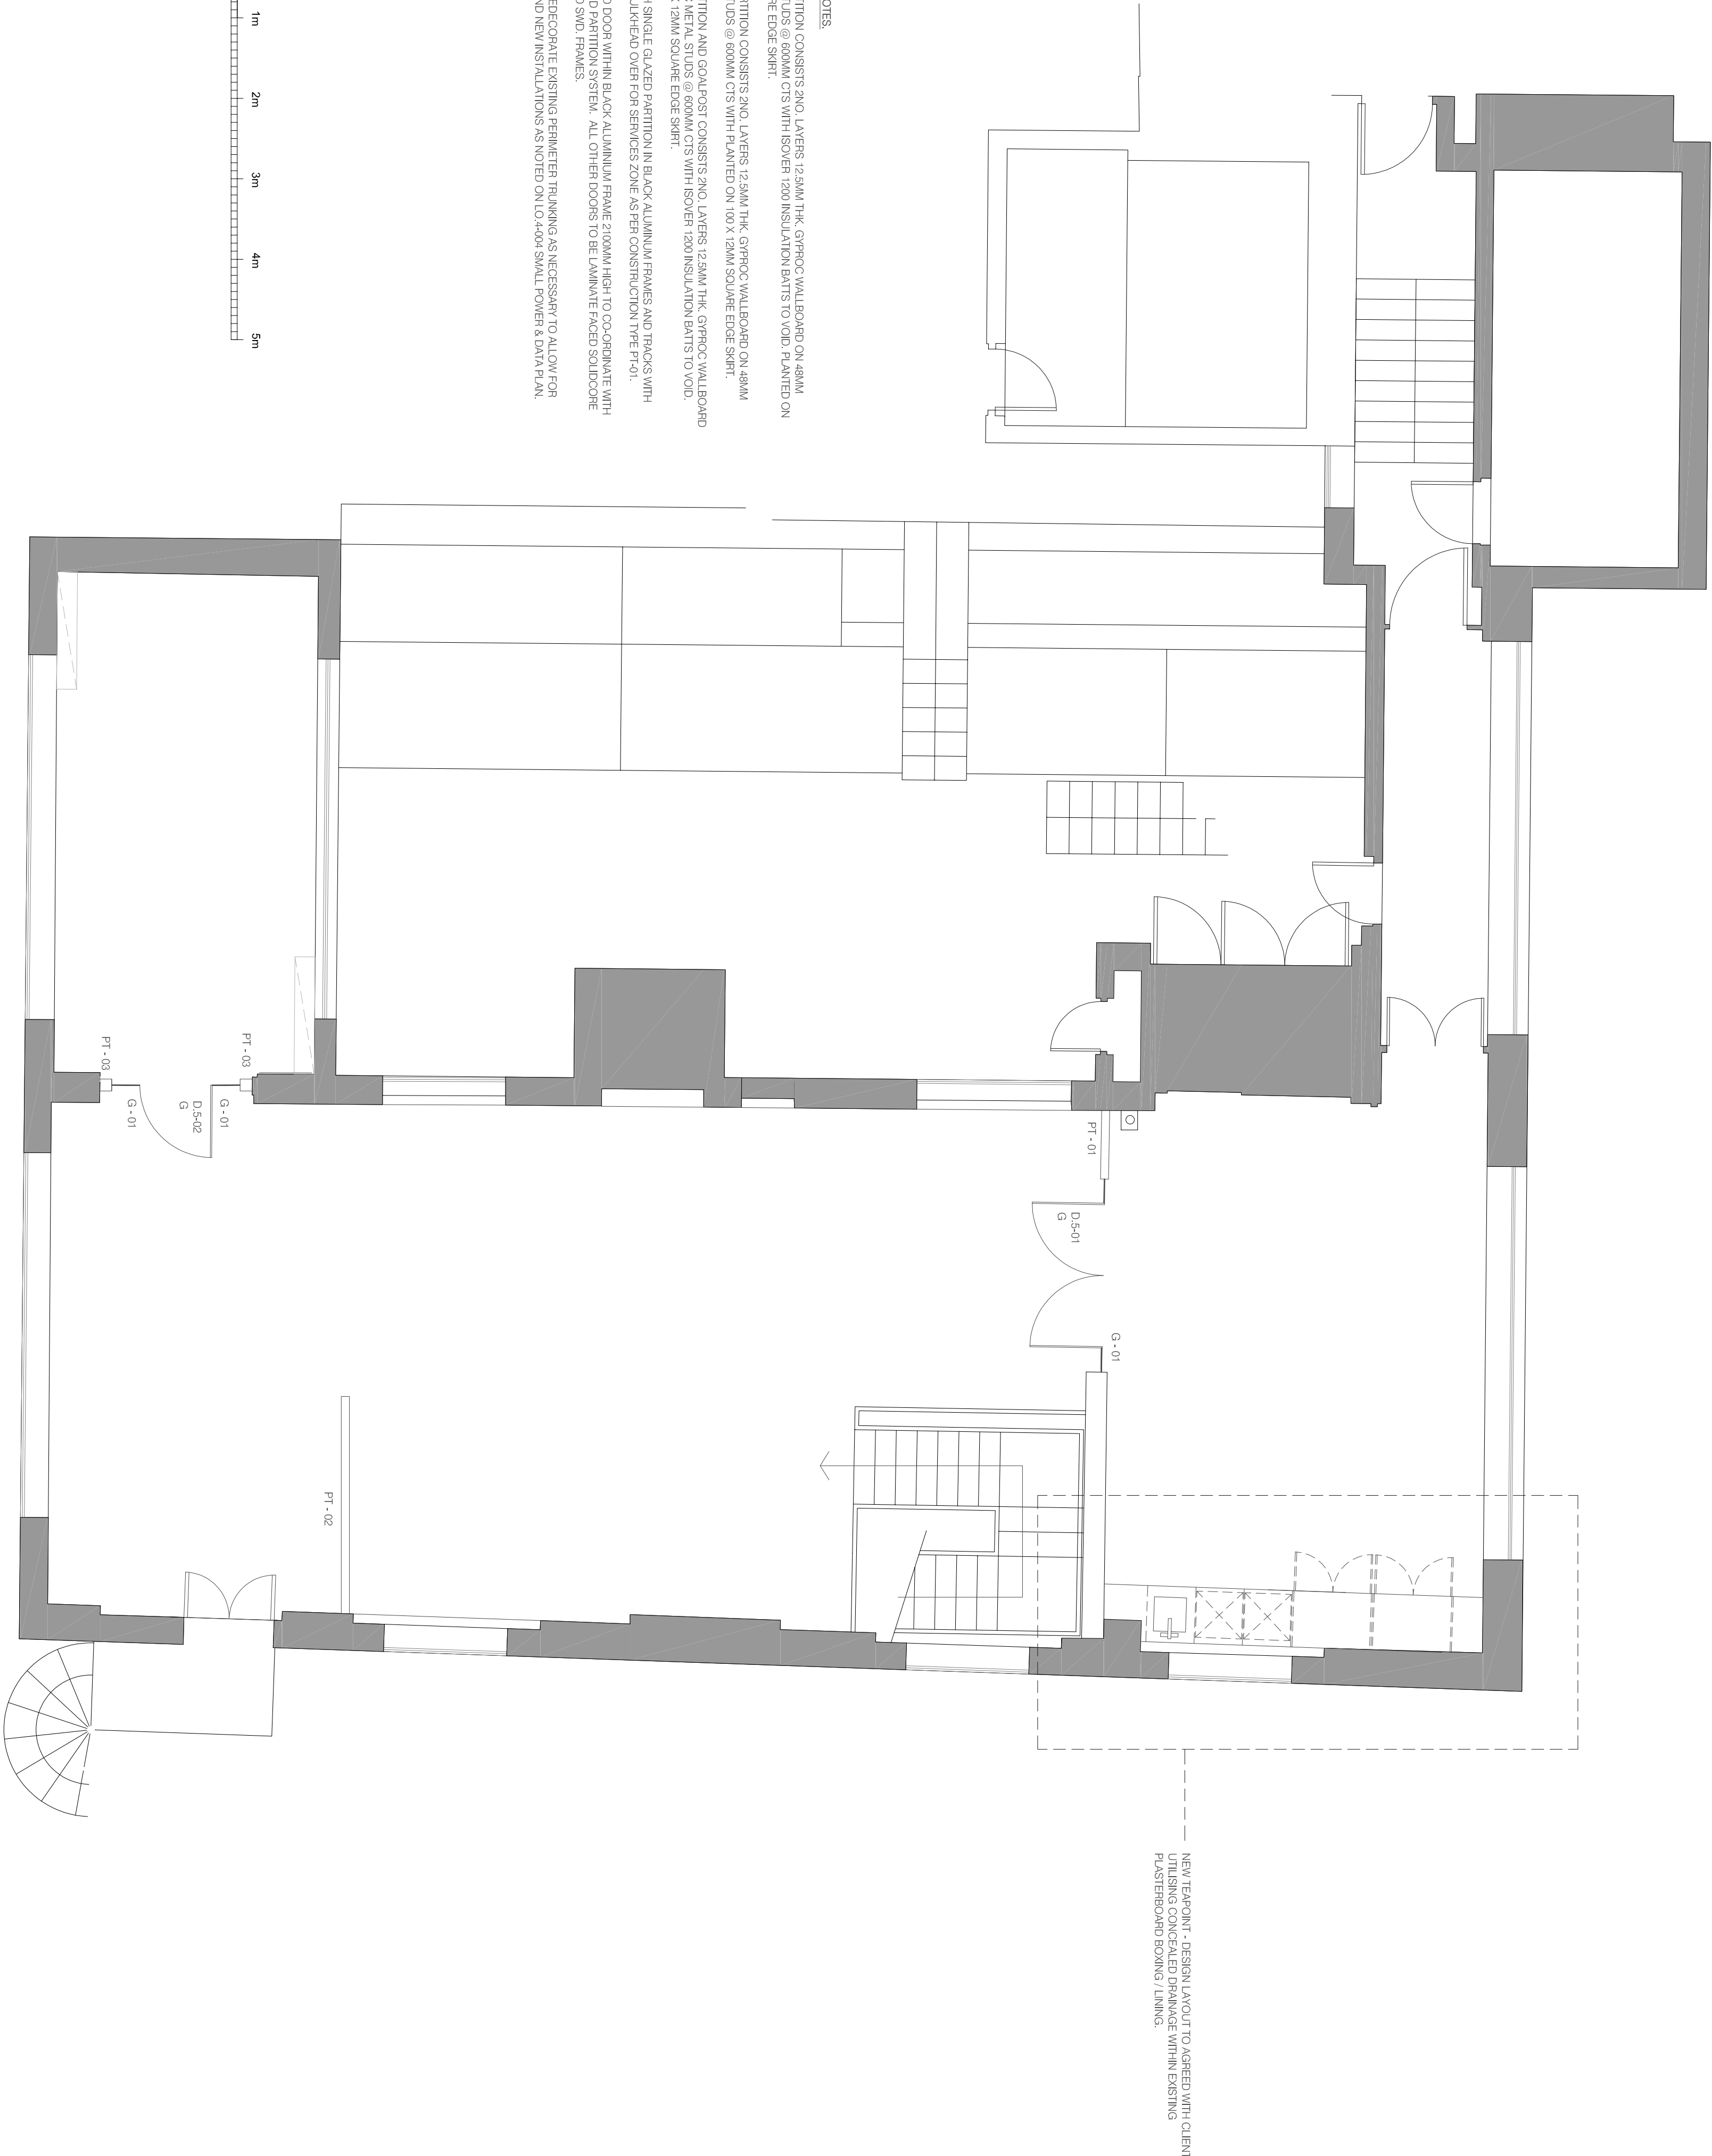 OTES.
TITION CONSISTS 2NO. LAYERS 12.5MM THK. GYPROC WALLBOARD ON 48MM
TUDS @ 600MM CTS WITH ISOVER 1200 INSULATION BATTS TO VOID. PLANTED ON
RE EDGE SKIRT.
RTITION CONSISTS 2NO. LAYERS 12.5MM THK. GYPROC WALLBOARD ON 48MM
TUDS @ 600MM CTS WITH PLANTED ON 100 X 12MM SQUARE EDGE SKIRT.
TITION AND GOALPOST CONSISTS 2NO. LAYERS 12.5MM THK. GYPROC WALLBOARD
C METAL STUDS @ 600MM CTS WITH ISOVER 1200 INSULATION BATTS TO VOID.
X 12MM SQUARE EDGE SKIRT.
H SINGLE GLAZED PARTITION IN BLACK ALUMINIUM FRAMES AND TRACKS WITH
ULKHEAD OVER FOR SERVICES ZONE AS PER CONSTRUCTION TYPE PT-01.
D DOOR WITHIN BLACK ALUMINIUM FRAME 2100MM HIGH TO CO-ORDINATE WITH
D PARTITION SYSTEM. ALL OTHER DOORS TO BE LAMINATE FACED SOLIDCORE
D SWD. FRAMES.
EDECORATE EXISTING PERIMETER TRUNKING AS NECESSARY TO ALLOW FOR
ND NEW INSTALLATIONS AS NOTED ON LO.4-004 SMALL POWER & DATA PLAN.
1m
2m
3m
4m
5m
PT - 01
D.5-01
G
G - 01
PT - 03
G - 01
D.5-02
G
PT - 03
G - 01
PT - 02
NEW TEAPOINT - DESIGN LAYOUT TO AGREED WITH CLIENT
UTILISING CONCEALED DRAINAGE WITHIN EXISTING
PLASTERBOARD BOXING / LINING.